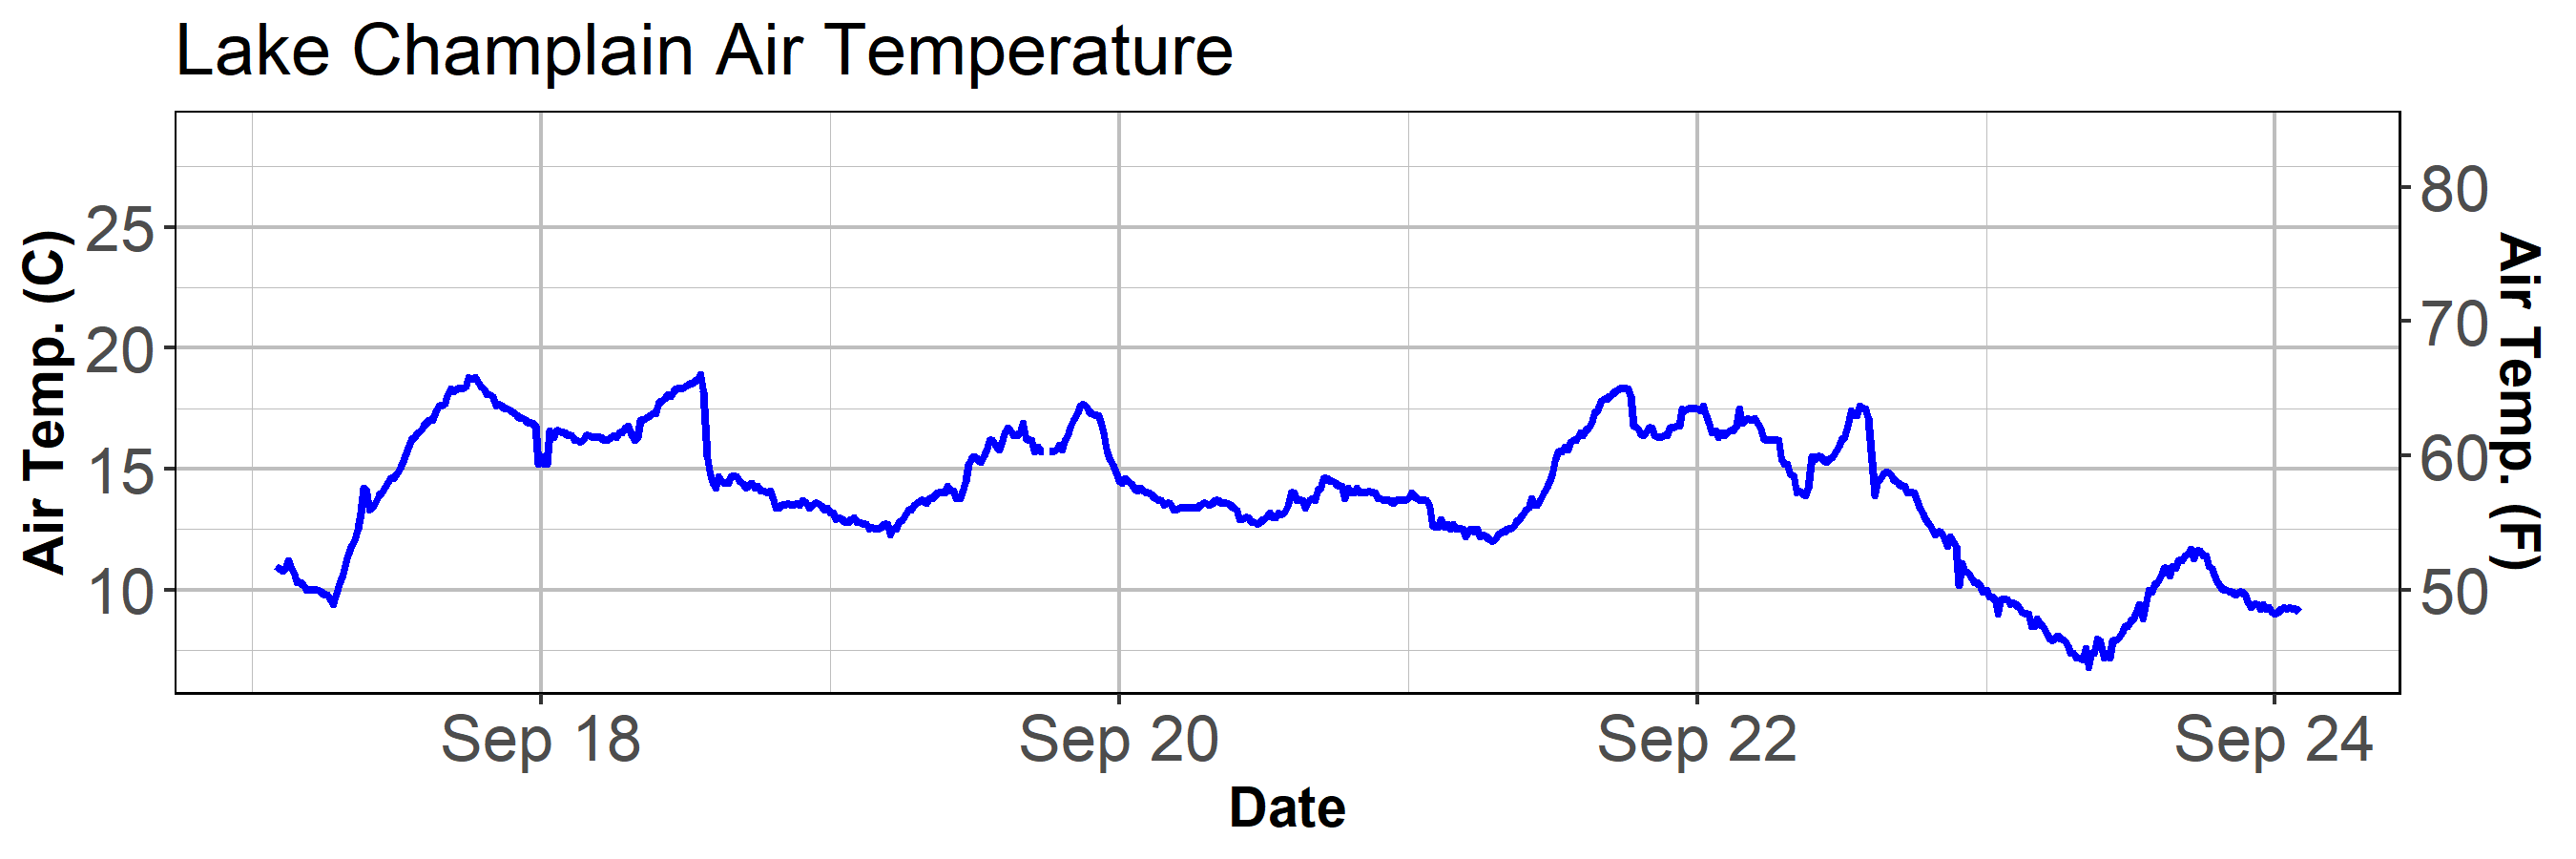 Lake Champlain Air Temperature
Air Temp. (C)
25
20
15
10
80
70
60
50
Air Temp. (F)
Sep 18
Sep 20
Sep 22
Sep 24
Date